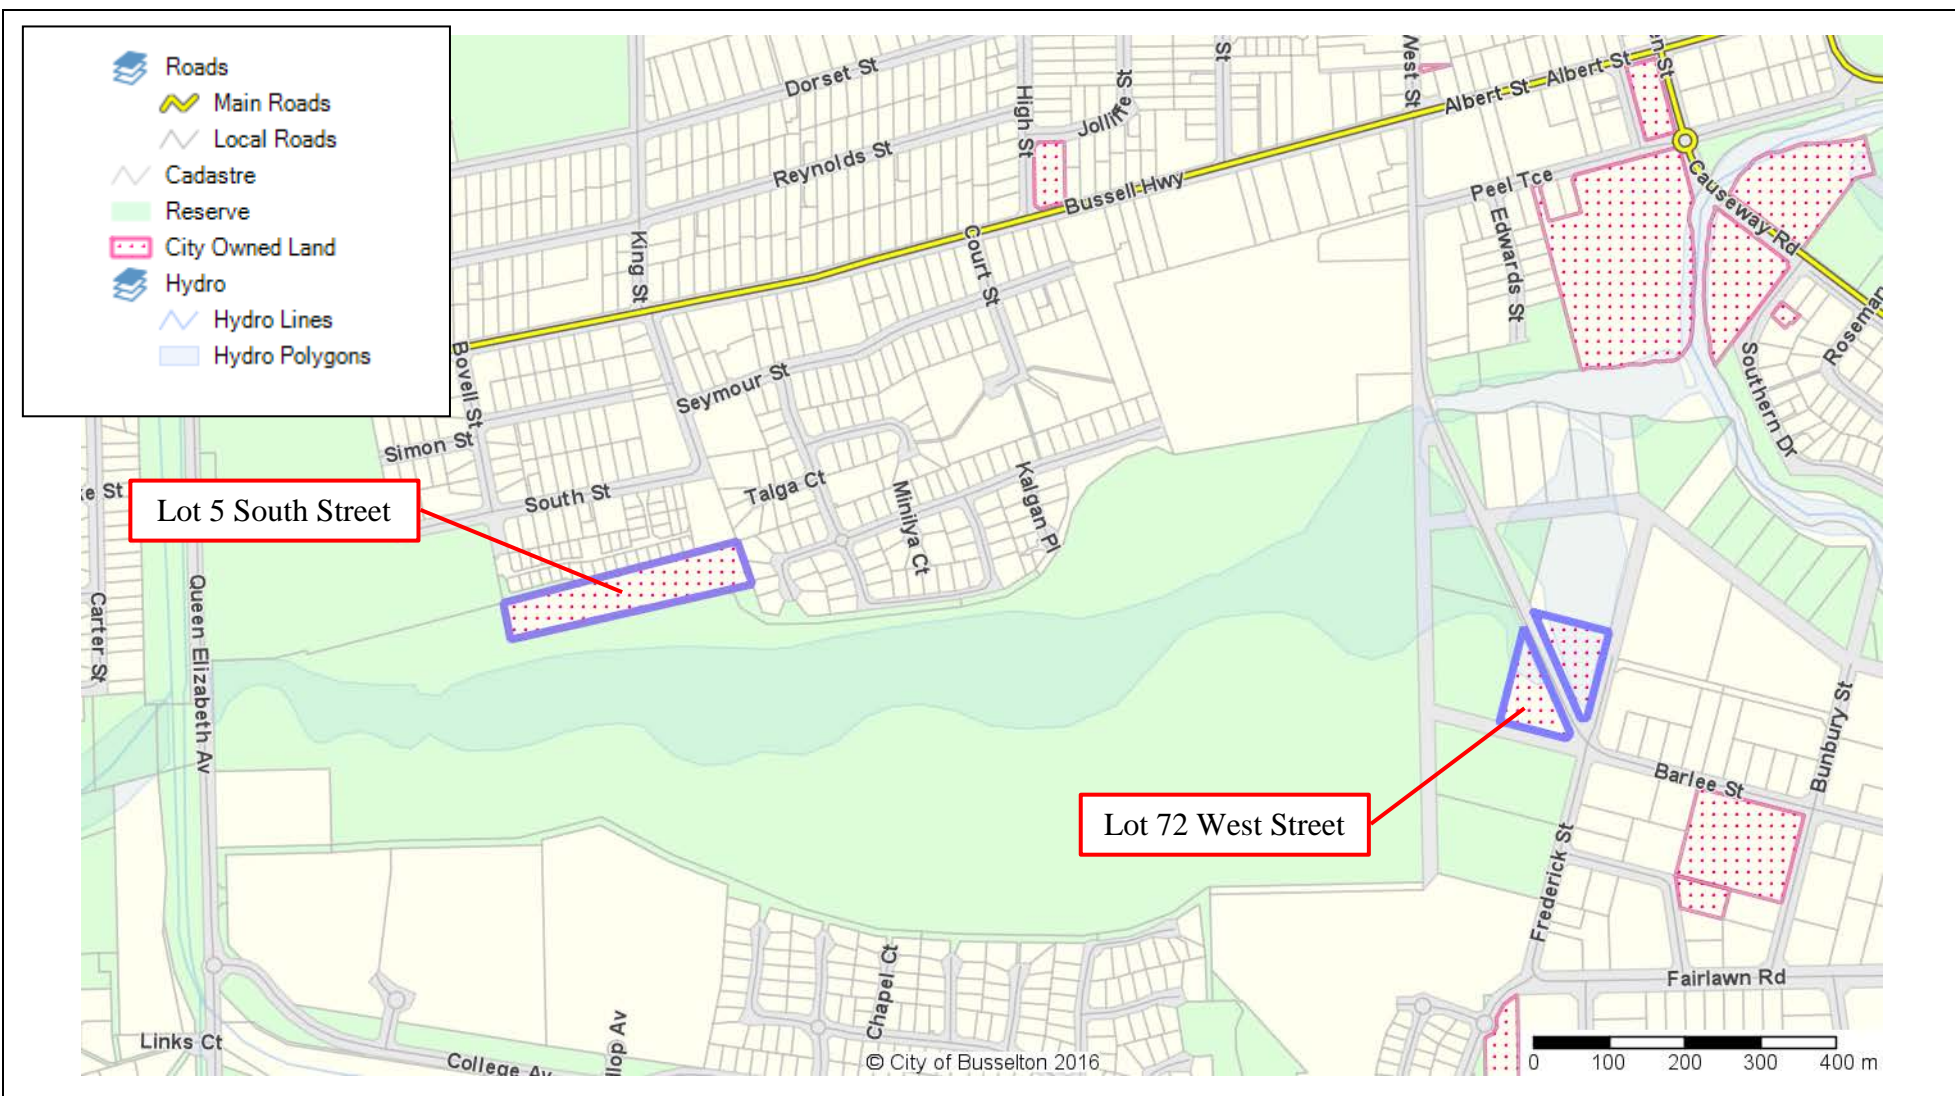 Roads
Main Roads
Local Roads
Cadastre
Reserve
City Owned Land
Hydro
Hydro Lines
Hydro Polygons
Dorset St
Reynolds St
High St
Jolliffe St
St
West St
Albert St
Albert St
St
Bussell Hwy
Peel Tce
Causeway Rd
Edwards St
King St
Court St
Bovell St
Seymour St
Simon St
Southern Dr
South St
Talga Ct
Minilya Ct
Kalgan Pl
St
Lot 5 South Street
Carter St
Queen Elizabeth Av
Lot 72 West Street
Barlee St
Bunbury St
Frederick St
Fairlawn Rd
Chapel Ct
Links Ct
College Av
Av
© City of Busselton 2016
0 100 200 300 400 m